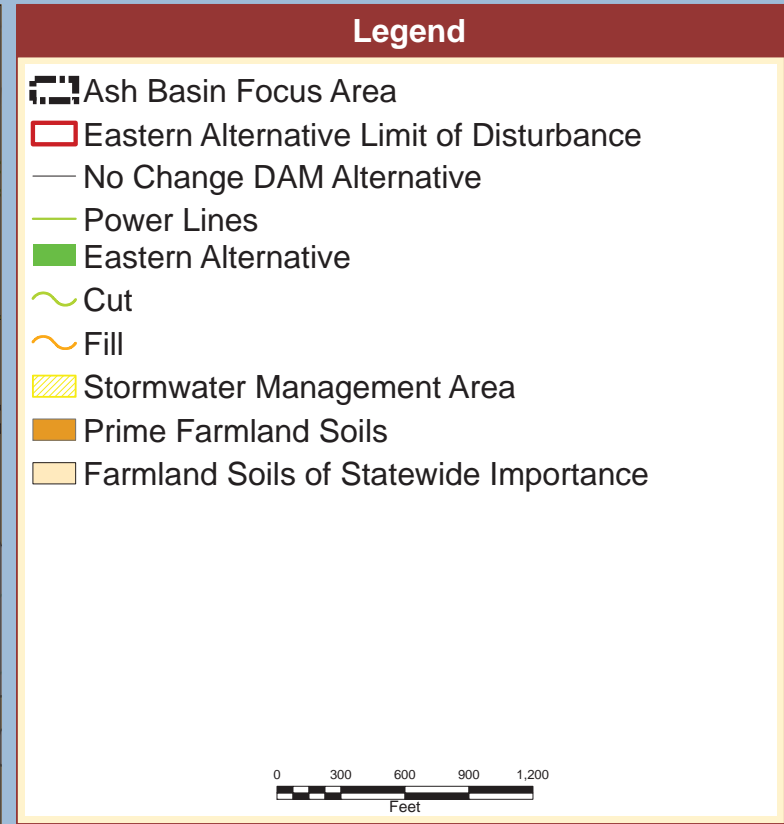 Legend
Ash Basin Focus Area
Eastern Alternative Limit of Disturbance
No Change DAM Alternative
Power Lines
Eastern Alternative
Cut
Fill
Stormwater Management Area
Prime Farmland Soils
Farmland Soils of Statewide Importance
0 300 600 900 1,200
Feet